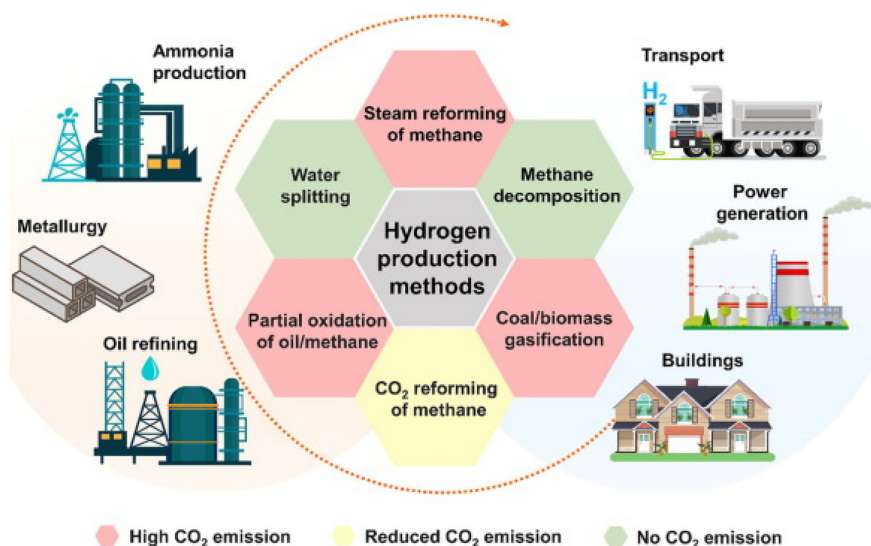 Ammonia
production
Transport
H₂
Steam reforming
of methane
Water
splitting
Methane
decomposition
Metallurgy
Power
generation
Hydrogen
production
methods
Partial oxidation
of oil/methane
Coal/biomass
gasification
Oil refining
Buildings
CO₂ reforming
of methane
High CO₂ emission
Reduced CO₂ emission
No CO₂ emission